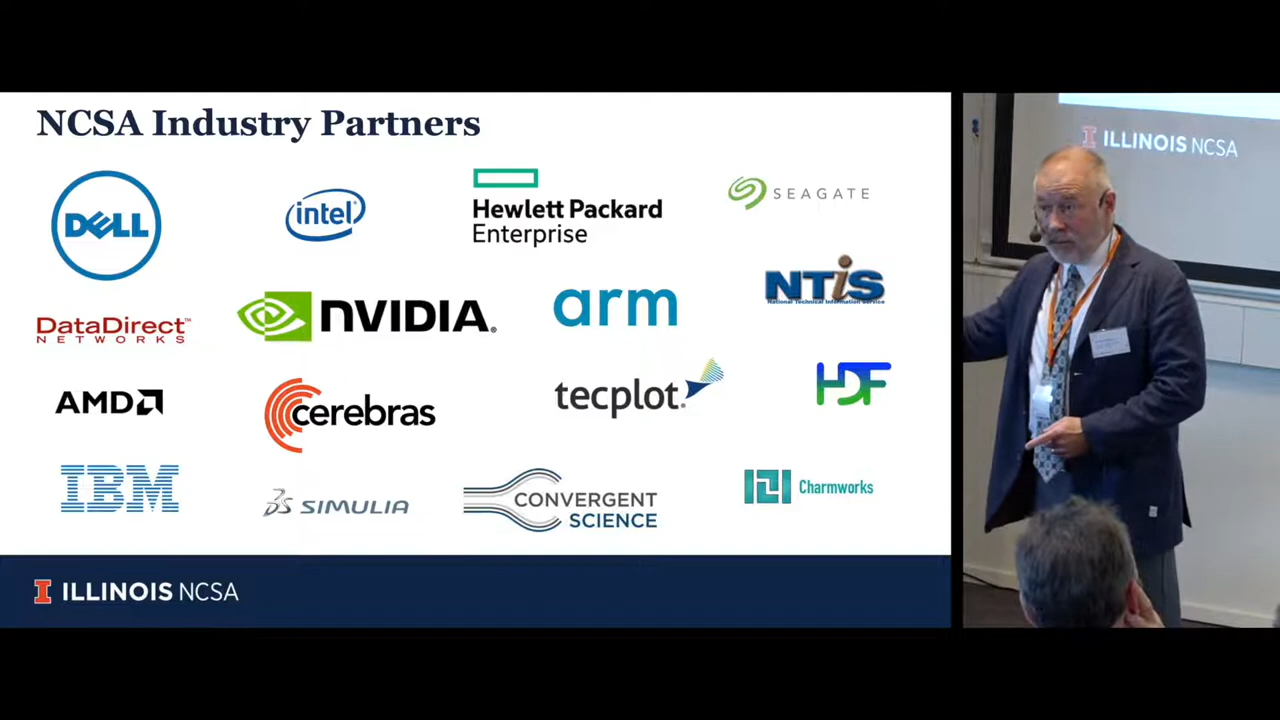 NCSA Industry Partners
DELL
intel
Hewlett Packard
Enterprise
SEAGATE
DataDirect™
NETWORKS
NVIDIA®
arm
NTiS
National Technical Information Service
AMD
cerebras
tecplot®
HDF
IBM
SIMULIA
CONVERGENT
SCIENCE
Charmworks
I ILLINOIS NCSA
I ILLINOIS NCSA